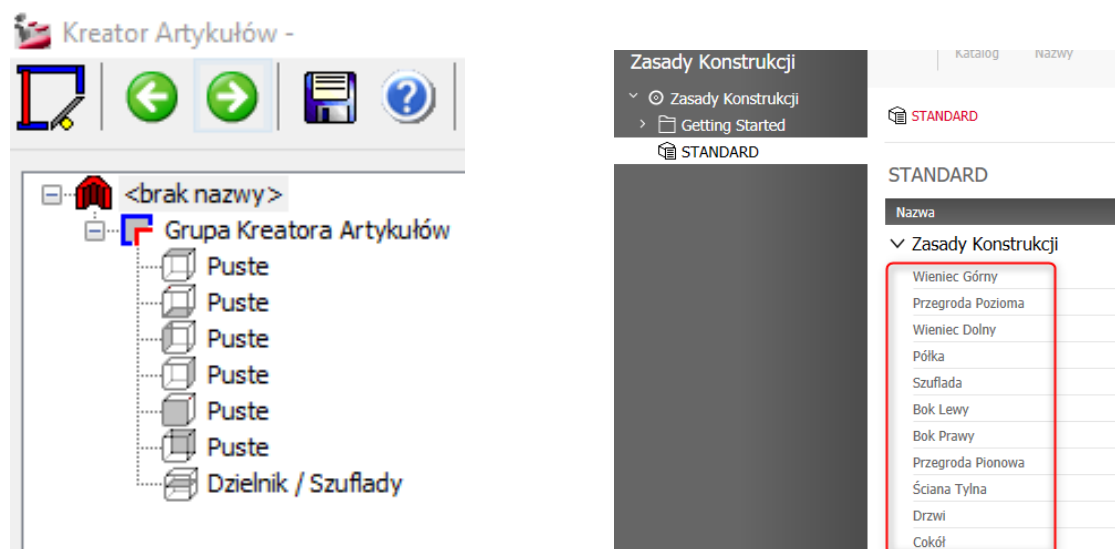 Kreator Artykułów -
<brak nazwy>
Grupa Kreatora Artykułów
Puste
Puste
Puste
Puste
Puste
Puste
Dzielnik / Szuflady
Zasady Konstrukcji
Zasady Konstrukcji
Getting Started
STANDARD
Katalog Nazwy
STANDARD
STANDARD
Nazwa
Zasady Konstrukcji
Wieniec Górny
Przegroda Pozioma
Wieniec Dolny
Półka
Szuflada
Bok Lewy
Bok Prawy
Przegroda Pionowa
Ściana Tylna
Drzwi
Cokół